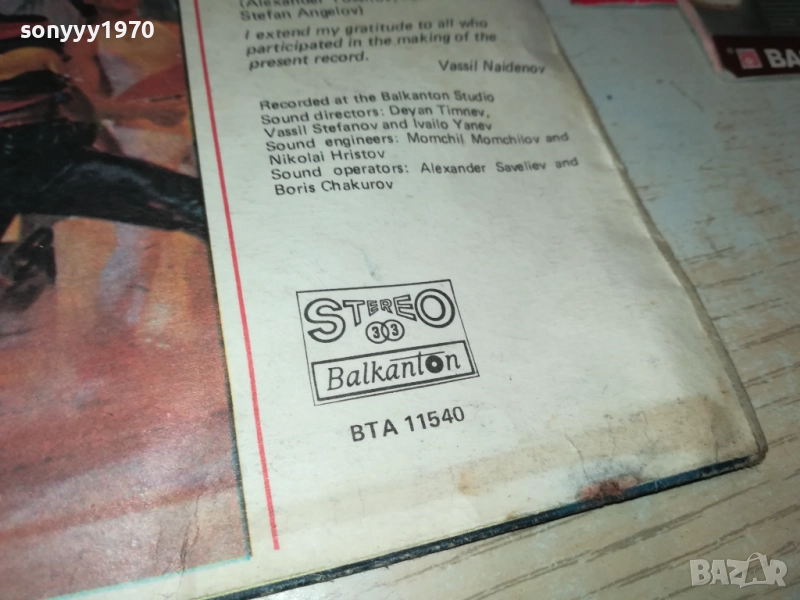 sonyyy1970
Stefan Angelov)
I extend my gratitude to all who
participated in the making of the
present record.
Vassil Naidenov
Recorded at the Balkanton Studio
Sound directors: Deyan Timnev,
Vassil Stefanov and Ivailo Yanev
Sound engineers: Momchil Momchilov and
Nikolai Hristov
Sound operators: Alexander Saveliev and
Boris Chakurov
STEREO
33
Balkanton
BTA 11540
BA
BAZAR